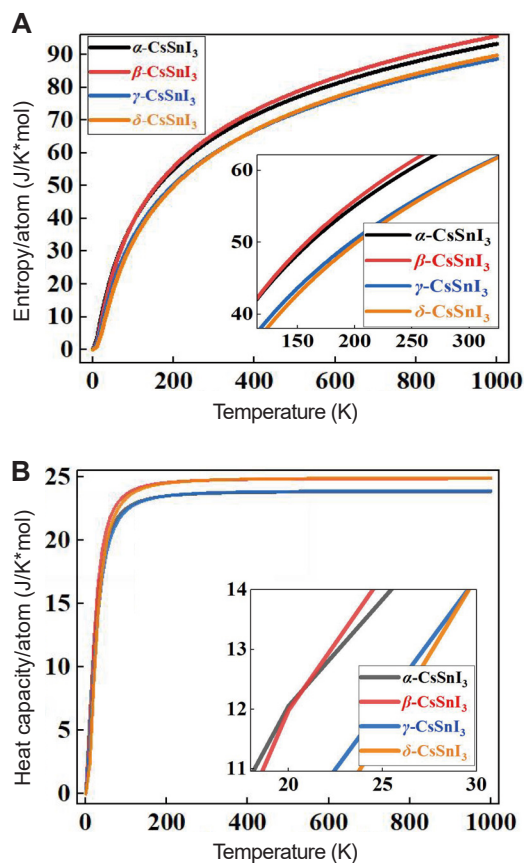 A
Entropy/atom (J/K*mol)
90
80
70
60
50
40
30
20
10
0
α-CsSnI₃
β-CsSnI₃
γ-CsSnI₃
δ-CsSnI₃
60
50
40
150 200 250 300
α-CsSnI₃
β-CsSnI₃
γ-CsSnI₃
δ-CsSnI₃
0 200 400 600 800 1000
Temperature (K)
B
Heat capacity/atom (J/K*mol)
25
20
15
10
5
0
14
13
12
11
20 25 30
α-CsSnI₃
β-CsSnI₃
γ-CsSnI₃
δ-CsSnI₃
0 200 400 600 800 1000
Temperature (K)